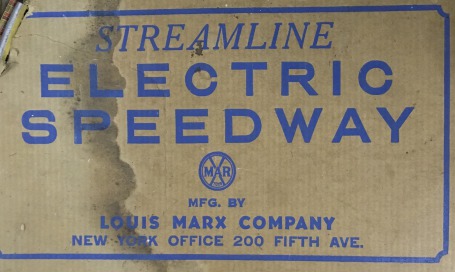 STREAMLINE
ELECTRIC
SPEEDWAY
MAR
MFG. BY
LOUIS MARX COMPANY
NEW YORK OFFICE 200 FIFTH AVE.